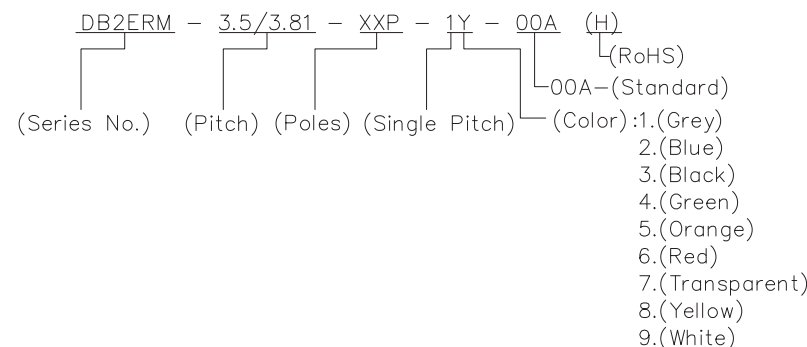 DB2ERM - 3.5/3.81 - XXP - 1Y - 00A (H)
(RoHS)
00A-(Standard)
(Series No.) (Pitch) (Poles) (Single Pitch) (Color):1.(Grey)
2.(Blue)
3.(Black)
4.(Green)
5.(Orange)
6.(Red)
7.(Transparent)
8.(Yellow)
9.(White)